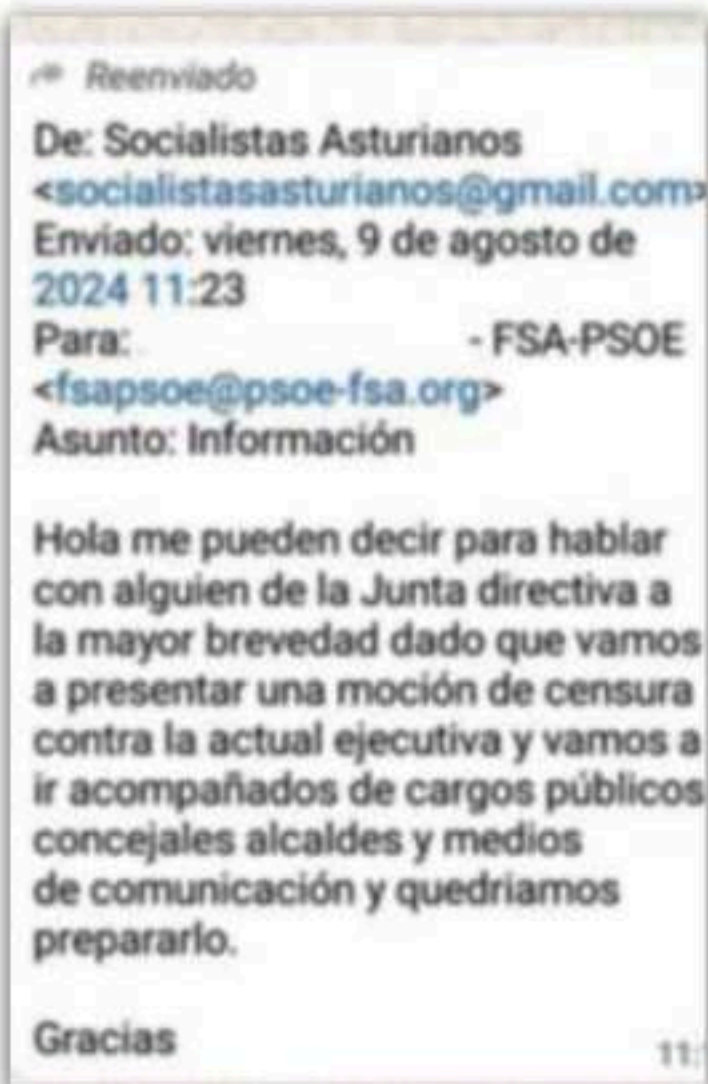 Reenviado
De: Socialistas Asturianos
<socialistasasturianos@gmail.com>
Enviado: viernes, 9 de agosto de
2024 11:23
Para: - FSA-PSOE
<fsapsoe@psoe-fsa.org>
Asunto: Información
Hola me pueden decir para hablar
con alguien de la Junta directiva a
la mayor brevedad dado que vamos
a presentar una moción de censura
contra la actual ejecutiva y vamos a
ir acompañados de cargos públicos
concejales alcaldes y medios
de comunicación y quedriamos
prepararlo.
Gracias